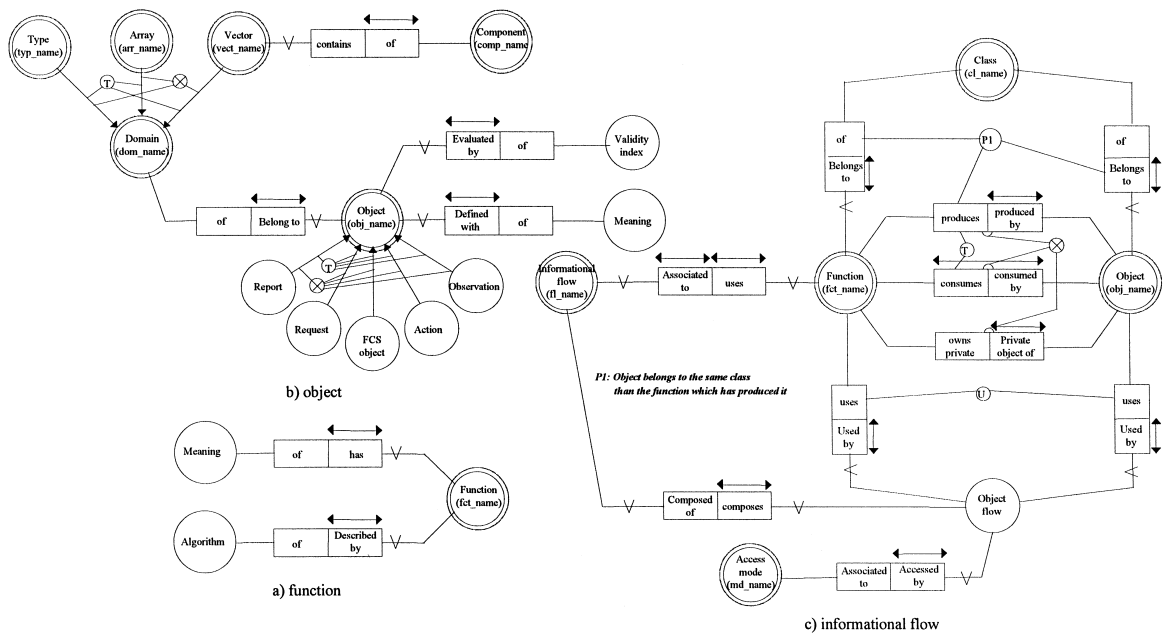 Type
(typ_name)
Array
(arr_name)
Vector
(vect_name)
V
contains
of
Component
(comp_name
T
Domain
(dom_name)
of
Belong to
V
Object
(obj_name)
V
Evaluated
by
of
Validity
index
V
Defined
with
of
Meaning
T
Report
Request
FCS
object
Action
Observation
b) object
Meaning
of
has
V
Function
(fct_name)
Algorithm
of
Described
by
V
a) function
Class
(cl_name)
of
Belongs
to
P1
of
Belongs
to
V
V
produces
produced
by
T
Informational
flow
(fl_name)
V
Associated
to
uses
V
Function
(fct_name)
consumes
consumed
by
Object
(obj_name)
owns
private
Private
object of
P1: Object belongs to the same class
than the function which has produced it
uses
Used
by
U
uses
Used
by
V
V
V
Composed
of
composes
V
Object
flow
Access
mode
(md_name)
Associated
to
Accessed
by
V
c) informational flow